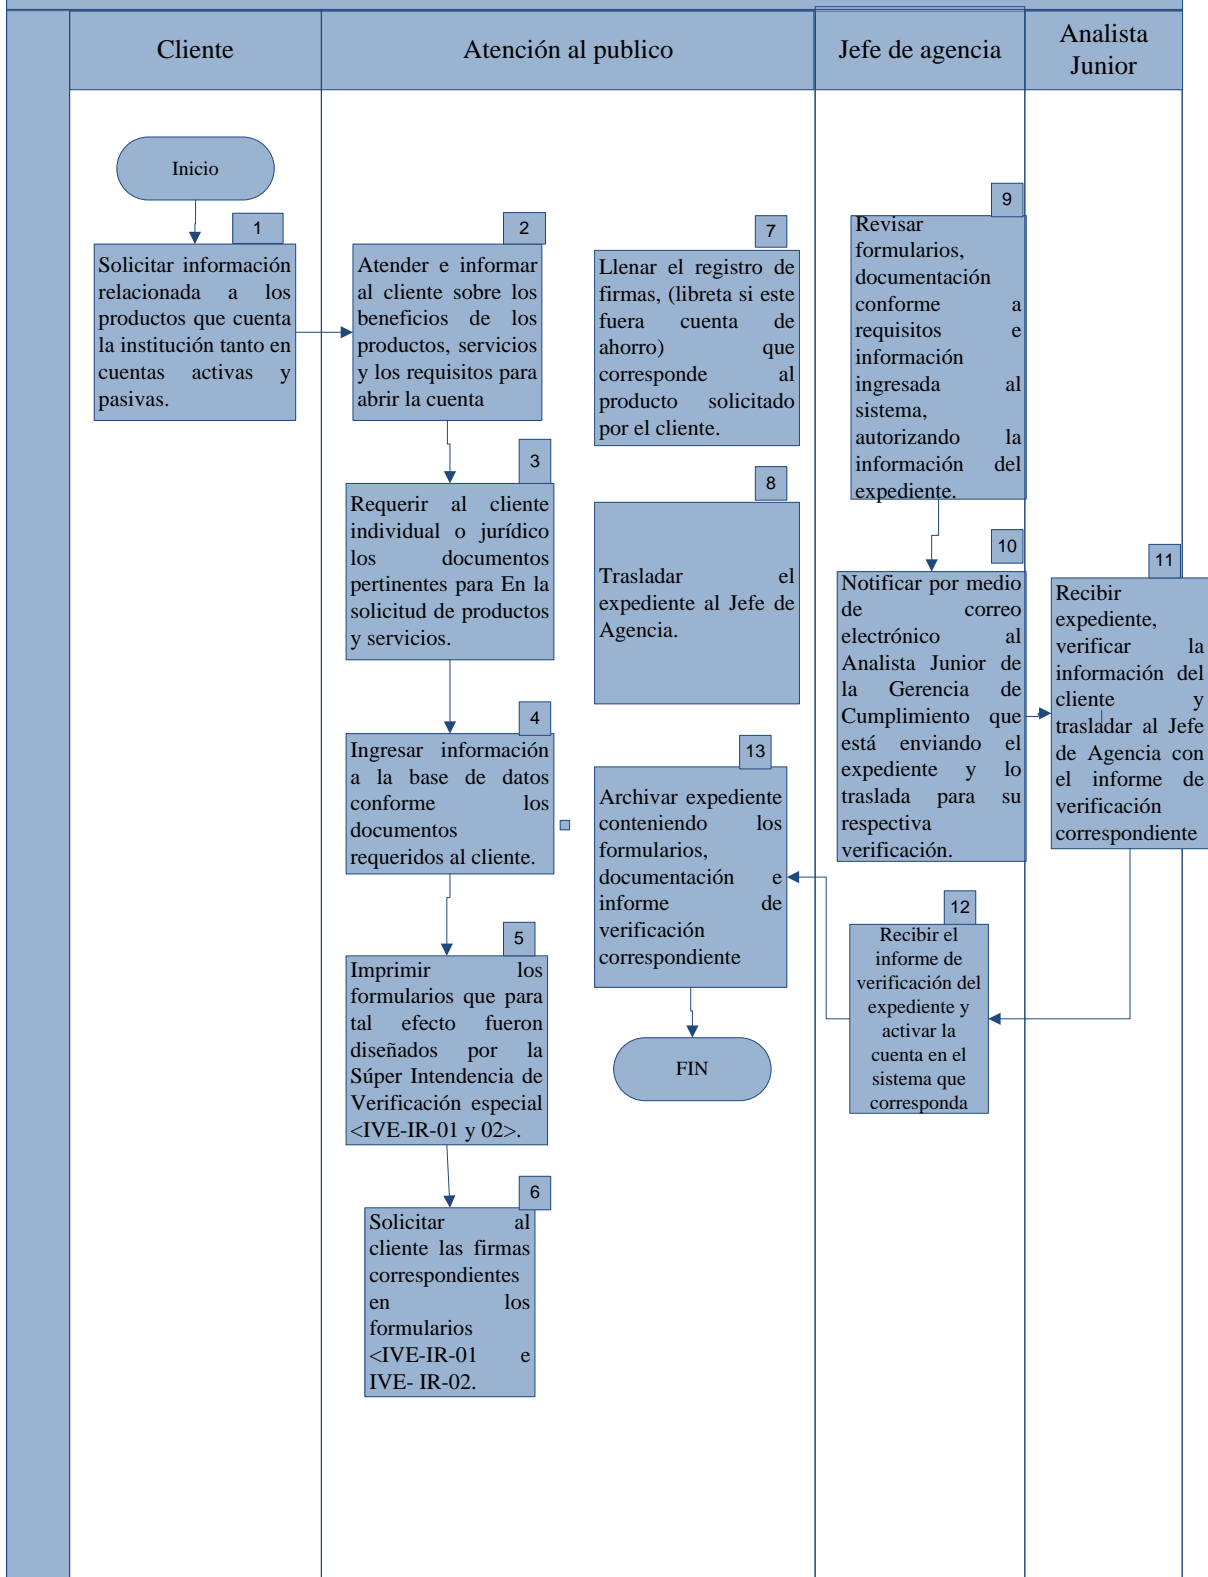 Cliente
Atención al publico
Jefe de agencia
Analista
Junior
Inicio
1
Solicitar información
relacionada a los
productos que cuenta
la institución tanto en
cuentas activas y
pasivas.
2
Atender e informar
al cliente sobre los
beneficios de los
productos, servicios
y los requisitos para
abrir la cuenta
3
Requerir al cliente
individual o jurídico
los documentos
pertinentes para En la
solicitud de productos
y servicios.
4
Ingresar información
a la base de datos
conforme los
documentos
requeridos al cliente.
5
Imprimir los
formularios que para
tal efecto fueron
diseñados por la
Súper Intendencia de
Verificación especial
<IVE-IR-01 y 02>.
6
Solicitar al
cliente las firmas
correspondientes
en los
formularios
<IVE-IR-01 e
IVE- IR-02.
7
Llenar el registro de
firmas, (libreta si este
fuera cuenta de
ahorro) que
corresponde al
producto solicitado
por el cliente.
8
Trasladar el
expediente al Jefe de
Agencia.
13
Archivar expediente
conteniendo los
formularios,
documentación e
informe de
verificación
correspondiente
FIN
9
Revisar
formularios,
documentación
conforme a
requisitos e
información
ingresada al
sistema,
autorizando la
información del
expediente.
10
Notificar por medio
de correo
electrónico al
Analista Junior de
la Gerencia de
Cumplimiento que
está enviando el
expediente y lo
traslada para su
respectiva
verificación.
11
Recibir
expediente,
verificar la
información del
cliente y
trasladar al Jefe
de Agencia con
el informe de
verificación
correspondiente
12
Recibir el
informe de
verificación del
expediente y
activar la
cuenta en el
sistema que
corresponda